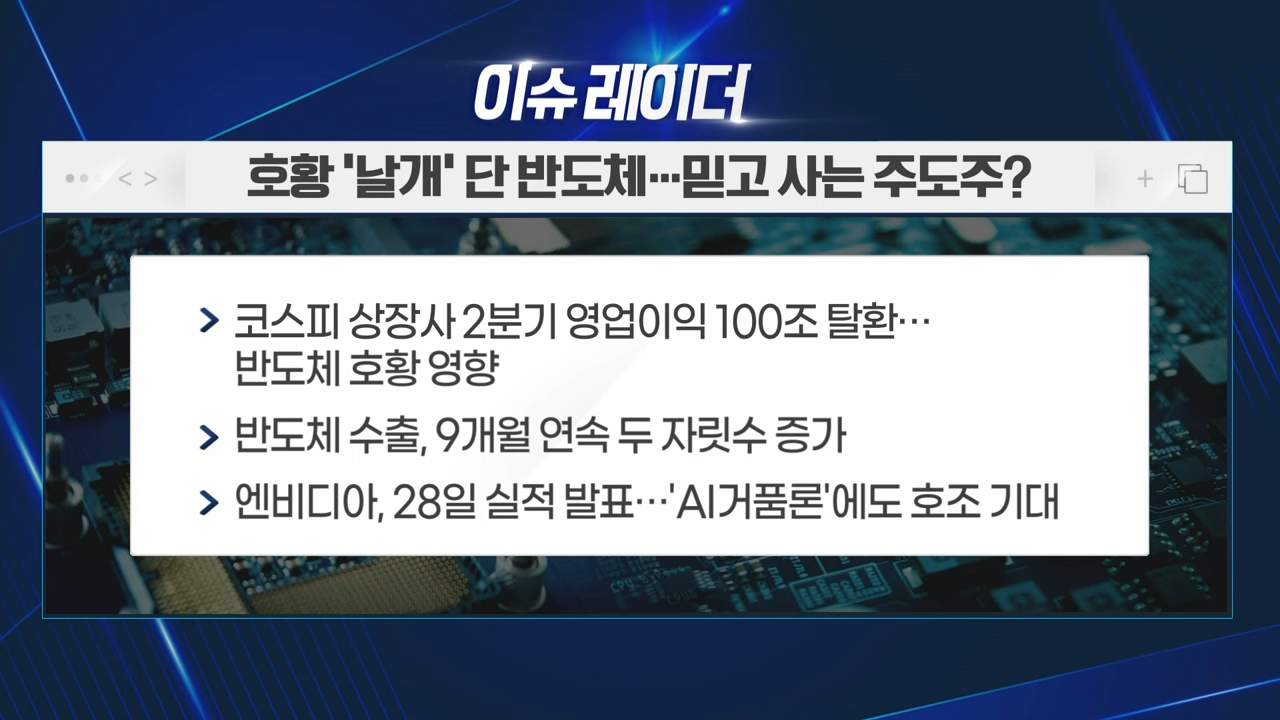 이슈 레이더
호황 '날개' 단 반도체…믿고 사는 주도주?
코스피 상장사 2분기 영업이익 100조 탈환…
반도체 호황 영향
반도체 수출, 9개월 연속 두 자릿수 증가
엔비디아, 28일 실적 발표…'AI거품론'에도 호조 기대